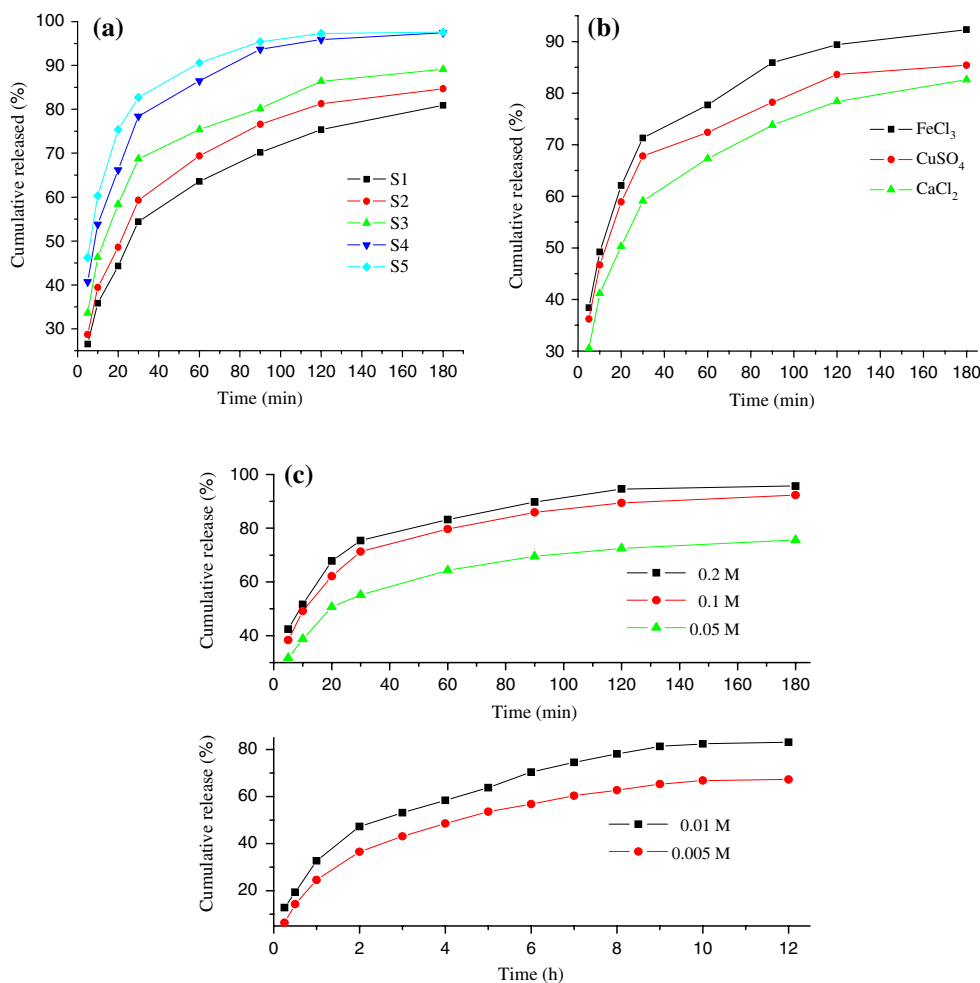 (a)
100
90
80
70
60
50
40
30
Cumulative released (%)
S1
S2
S3
S4
S5
0 20 40 60 80 100 120 140 160 180
Time (min)
(b)
90
80
70
60
50
40
30
Cumulative released (%)
FeCl₃
CuSO₄
CaCl₂
0 20 40 60 80 100 120 140 160 180
Time (min)
(c)
100
80
60
40
Cumulative release (%)
0.2 M
0.1 M
0.05 M
0 20 40 60 80 100 120 140 160 180
Time (min)
80
60
40
20
Cumulative release (%)
0.01 M
0.005 M
0 2 4 6 8 10 12
Time (h)